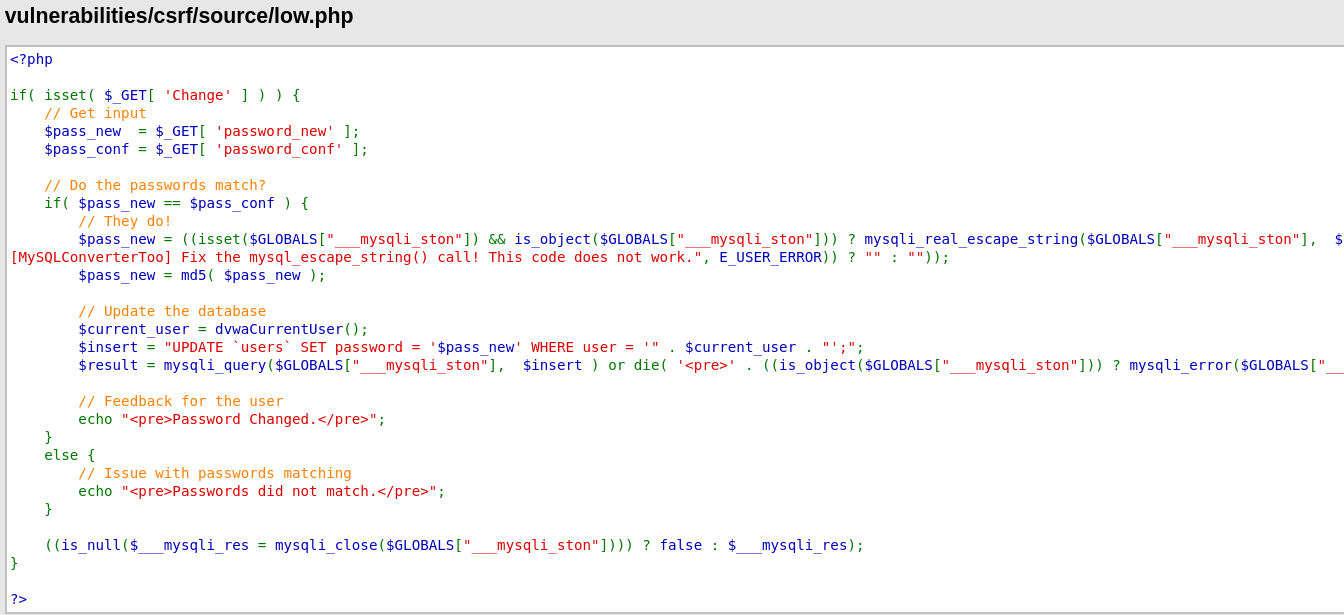 vulnerabilities/csrf/source/low.php
<?php
if( isset( $_GET[ 'Change' ] ) ) {
// Get input
$pass_new  = $_GET[ 'password_new' ];
$pass_conf = $_GET[ 'password_conf' ];
// Do the passwords match?
if( $pass_new == $pass_conf ) {
// They do!
$pass_new = ((isset($GLOBALS["___mysqli_ston"]) && is_object($GLOBALS["___mysqli_ston"])) ? mysqli_real_escape_string($GLOBALS["___mysqli_ston"],  $
[MySQLConverterToo] Fix the mysql_escape_string() call! This code does not work.", E_USER_ERROR)) ? "" : ""));
$pass_new = md5( $pass_new );
// Update the database
$current_user = dvwaCurrentUser();
$insert = "UPDATE `users` SET password = '$pass_new' WHERE user = '" . $current_user . "';";
$result = mysqli_query($GLOBALS["___mysqli_ston"],  $insert ) or die( '<pre>' . ((is_object($GLOBALS["___mysqli_ston"])) ? mysqli_error($GLOBALS["__
// Feedback for the user
echo "<pre>Password Changed.</pre>";
}
else {
// Issue with passwords matching
echo "<pre>Passwords did not match.</pre>";
}
((is_null($___mysqli_res = mysqli_close($GLOBALS["___mysqli_ston"]))) ? false : $___mysqli_res);
}
?>